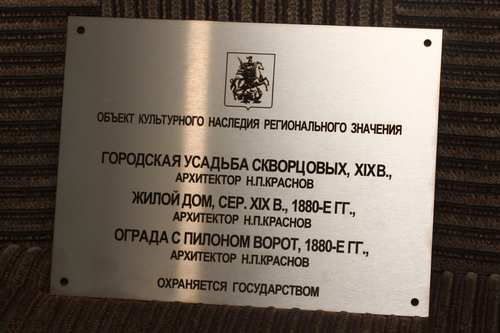 ОБЪЕКТ КУЛЬТУРНОГО НАСЛЕДИЯ РЕГИОНАЛЬНОГО ЗНАЧЕНИЯ
ГОРОДСКАЯ УСАДЬБА СКВОРЦОВЫХ, XIX В.,
АРХИТЕКТОР Н.П.КРАСНОВ
ЖИЛОЙ ДОМ, СЕР. XIX В., 1880-Е ГГ.,
АРХИТЕКТОР Н.П.КРАСНОВ
ОГРАДА С ПИЛОНОМ ВОРОТ, 1880-Е ГГ.,
АРХИТЕКТОР Н.П.КРАСНОВ
ОХРАНЯЕТСЯ ГОСУДАРСТВОМ